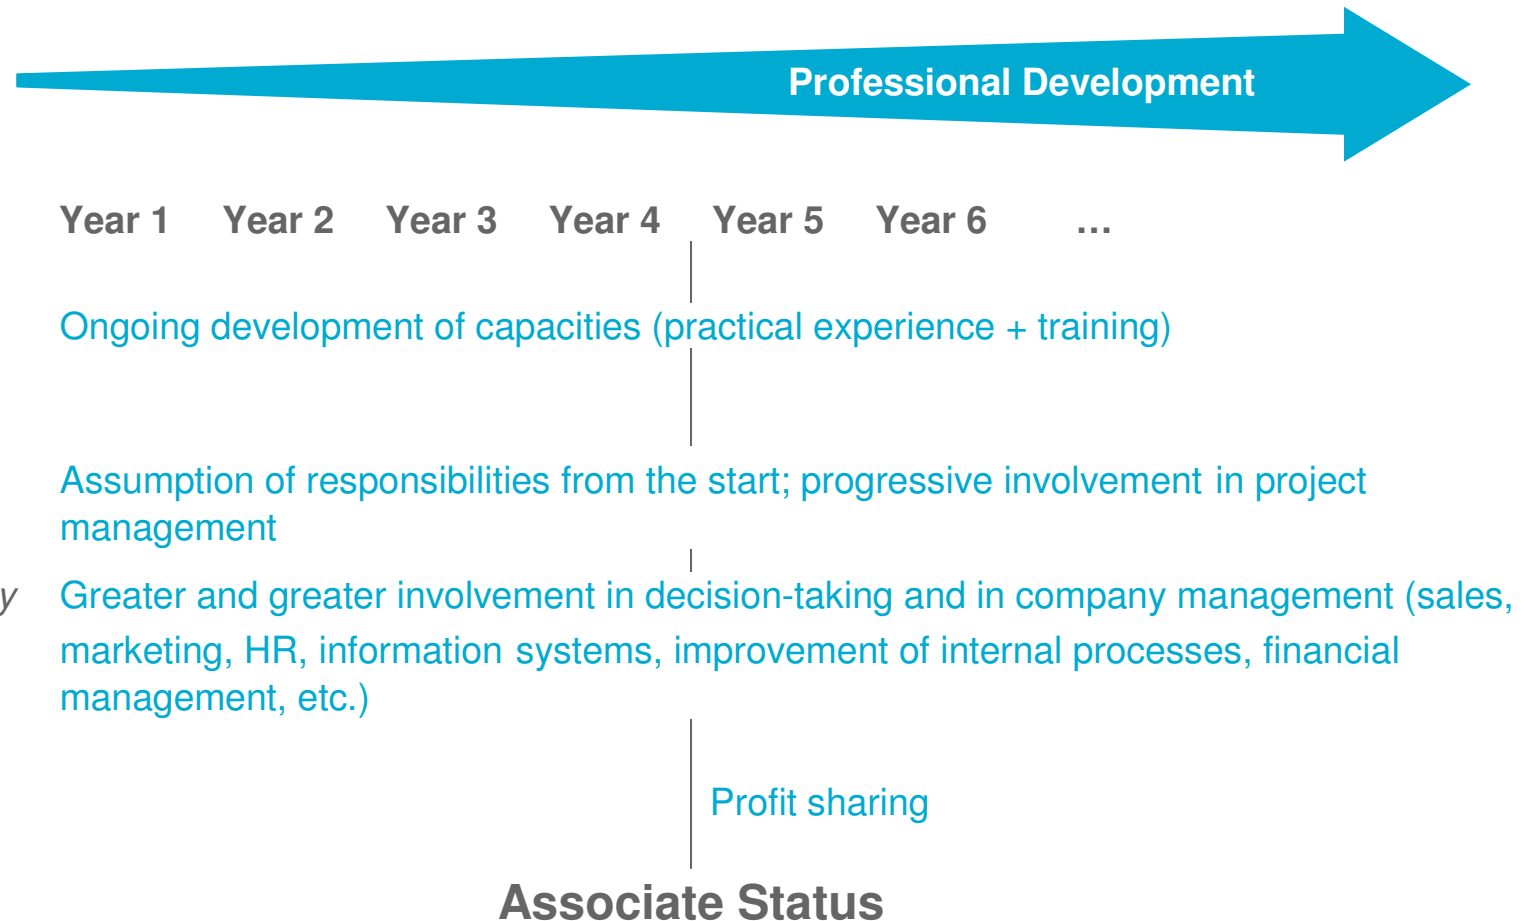 Professional Development
Year 1 Year 2 Year 3 Year 4 Year 5 Year 6 ...
Ongoing development of capacities (practical experience + training)
Assumption of responsibilities from the start; progressive involvement in project
management
y Greater and greater involvement in decision-taking and in company management (sales,
marketing, HR, information systems, improvement of internal processes, financial
management, etc.)
Profit sharing
Associate Status